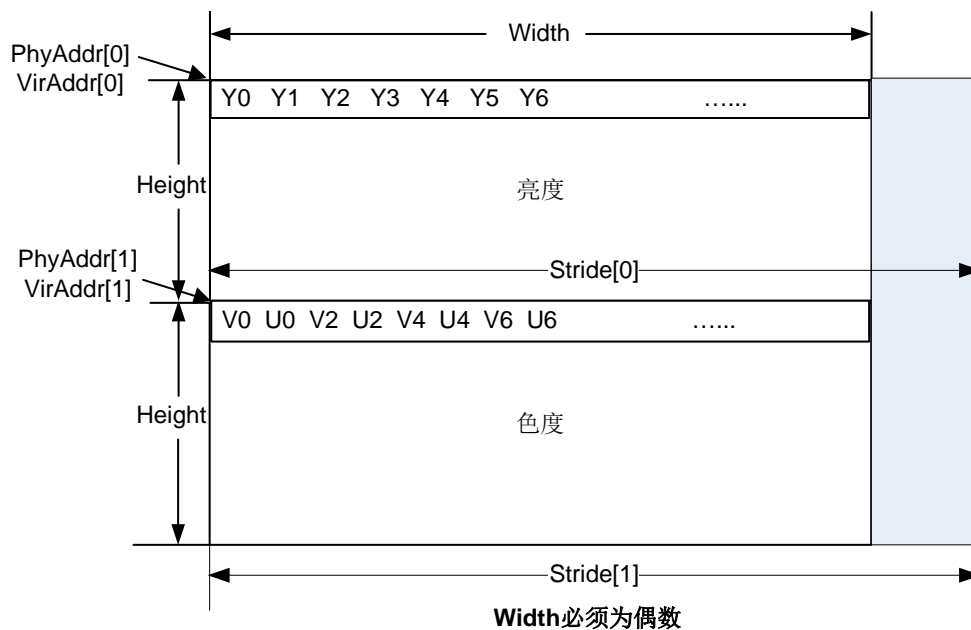 Width
PhyAddr[0]
VirAddr[0]
Y0 Y1 Y2 Y3 Y4 Y5 Y6 …...
Height
亮度
PhyAddr[1]
VirAddr[1]
Stride[0]
V0 U0 V2 U2 V4 U4 V6 U6 …...
Height
色度
Stride[1]
Width必须为偶数